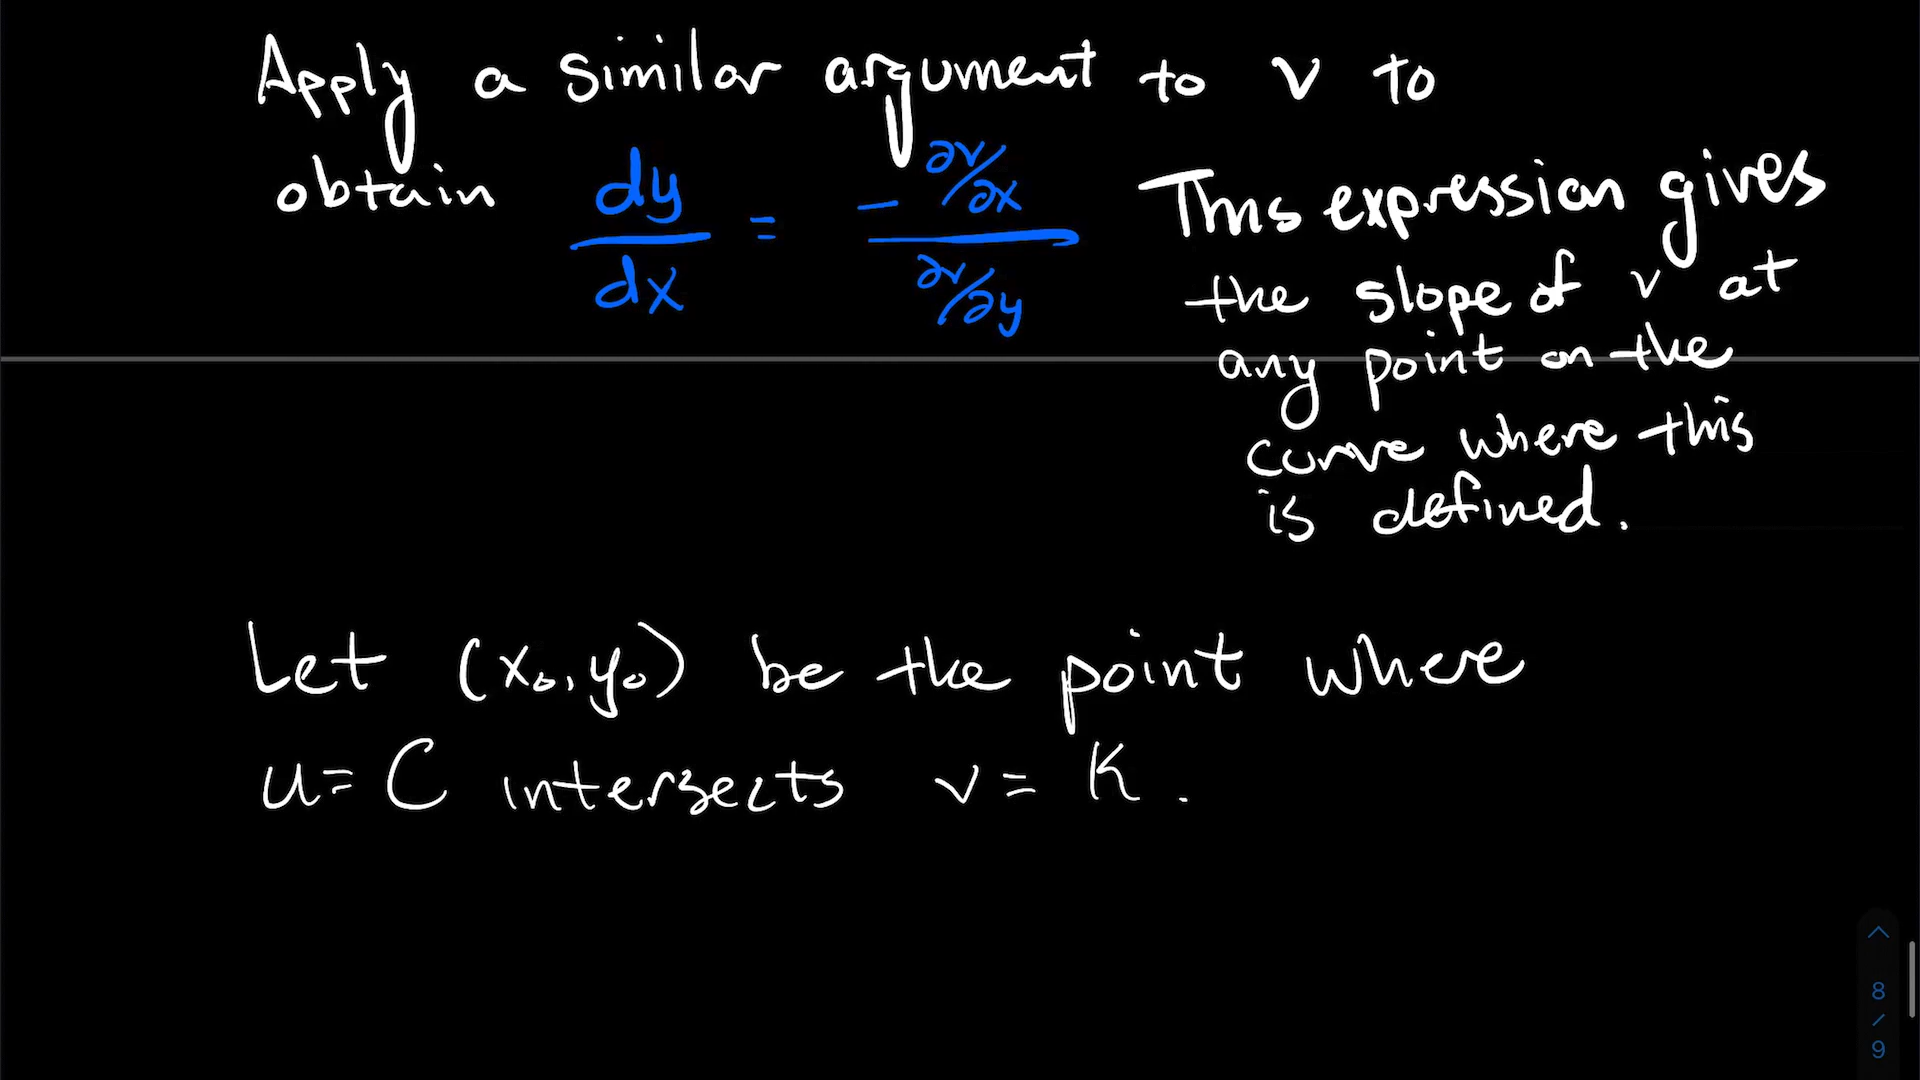 Apply a similar argument to v to
obtain dy/dx = - ∂v/∂x / ∂v/∂y
This expression gives
the slope of v at
any point on the
curve where this
is defined.
Let (x₀, y₀) be the point where
u = C intersects v = K.
8
/
9